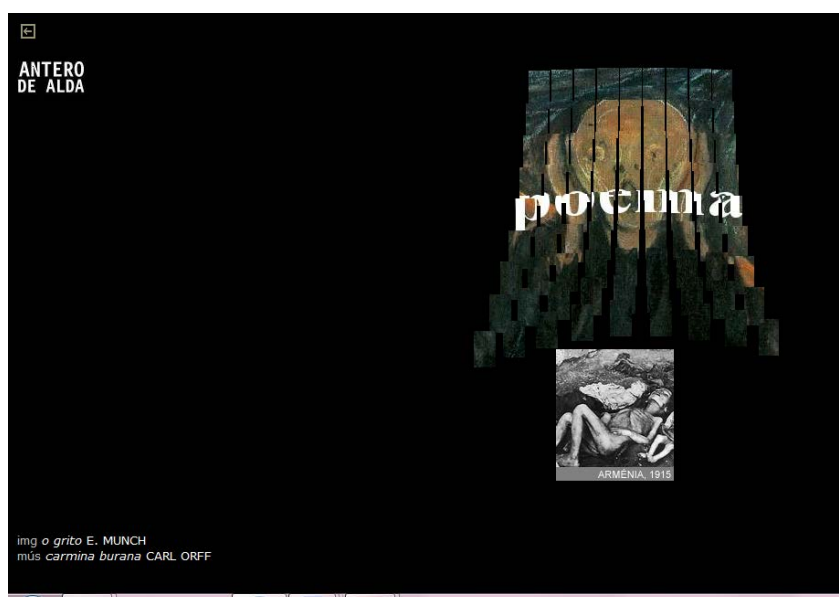 ANTERO
DE ALDA
poema
ARMÉNIA, 1915
img o grito E. MUNCH
mús carmina burana CARL ORFF